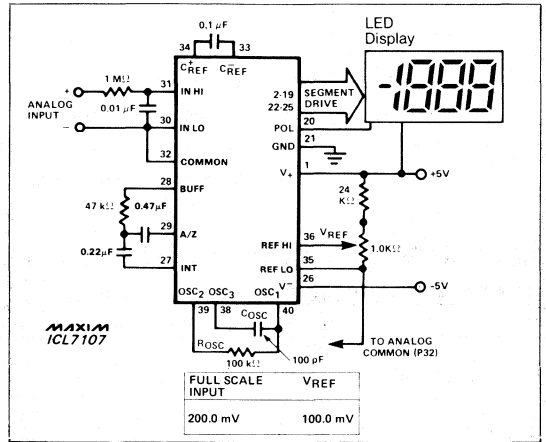 LED
Display
0.1 µF
34 33
C+REF C−REF
1 MΩ
31
+
IN HI
ANALOG
INPUT
0.01 µF
−
30
IN LO
32
COMMON
28
BUFF
47 kΩ
0.47µF
29
A/Z
0.22µF
27
INT
2-19
22-25
SEGMENT
DRIVE
20
POL
21
GND
1
V+
+5V
24
KΩ
36
REF HI
VREF
1.0KΩ
35
REF LO
26
V−
-5V
OSC2 OSC3 OSC1
39 38 40
COSC
ROSC
100 kΩ
100 pF
TO ANALOG
COMMON (P32)
-1888
MAXIM
ICL7107
FULL SCALE
INPUT
VREF
200.0 mV 100.0 mV